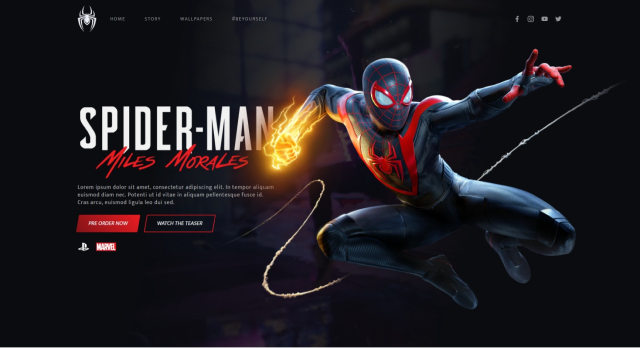 HOME STORY WALLPAPERS #BEYOURSELF
SPIDER-MAN
MILES MORALES
Lorem ipsum dolor sit amet, consectetur adipiscing elit. In tempor aliquam
euismod diam nec. Potenti ut id vitae in aliquam pellentesque fusce id.
Cras arcu, euismod ligula leo dui sed.
PRE ORDER NOW WATCH THE TEASER
MARVEL